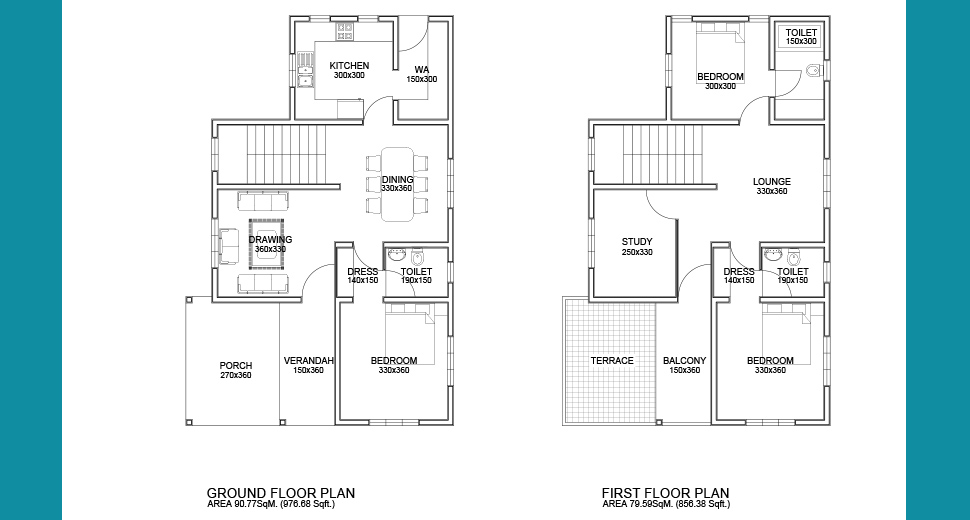 KITCHEN
300x300
WA
150x300
DINING
330x360
DRAWING
360x330
DRESS
140x150
TOILET
190x150
PORCH
270x360
VERANDAH
150x360
BEDROOM
330x360
GROUND FLOOR PLAN
AREA 90.77SqM. (976.68 Sqft.)
TOILET
150x300
BEDROOM
300x300
LOUNGE
330x360
STUDY
250x330
DRESS
140x150
TOILET
190x150
TERRACE
BALCONY
150x360
BEDROOM
330x360
FIRST FLOOR PLAN
AREA 79.59SqM. (856.38 Sqft.)